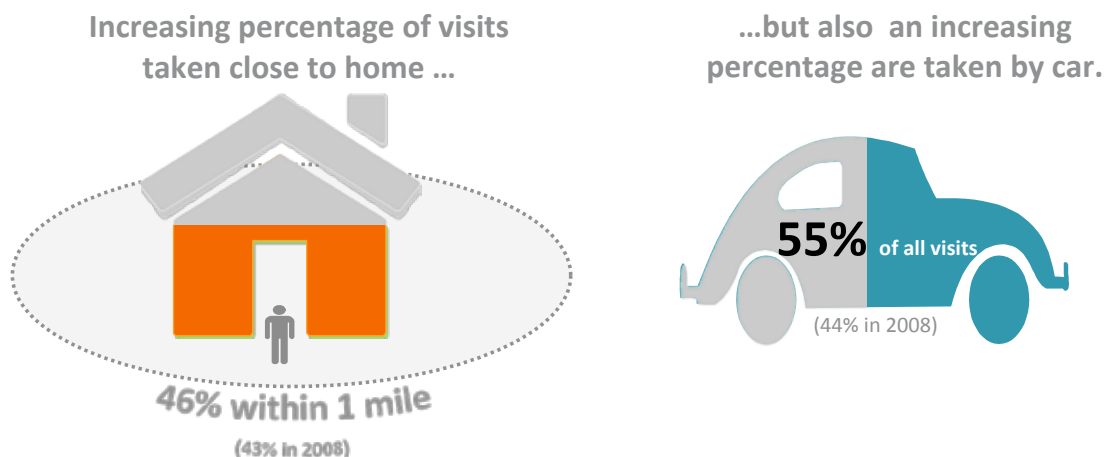 Increasing percentage of visits
taken close to home …
46% within 1 mile
(43% in 2008)
…but also an increasing
percentage are taken by car.
55% of all visits
(44% in 2008)